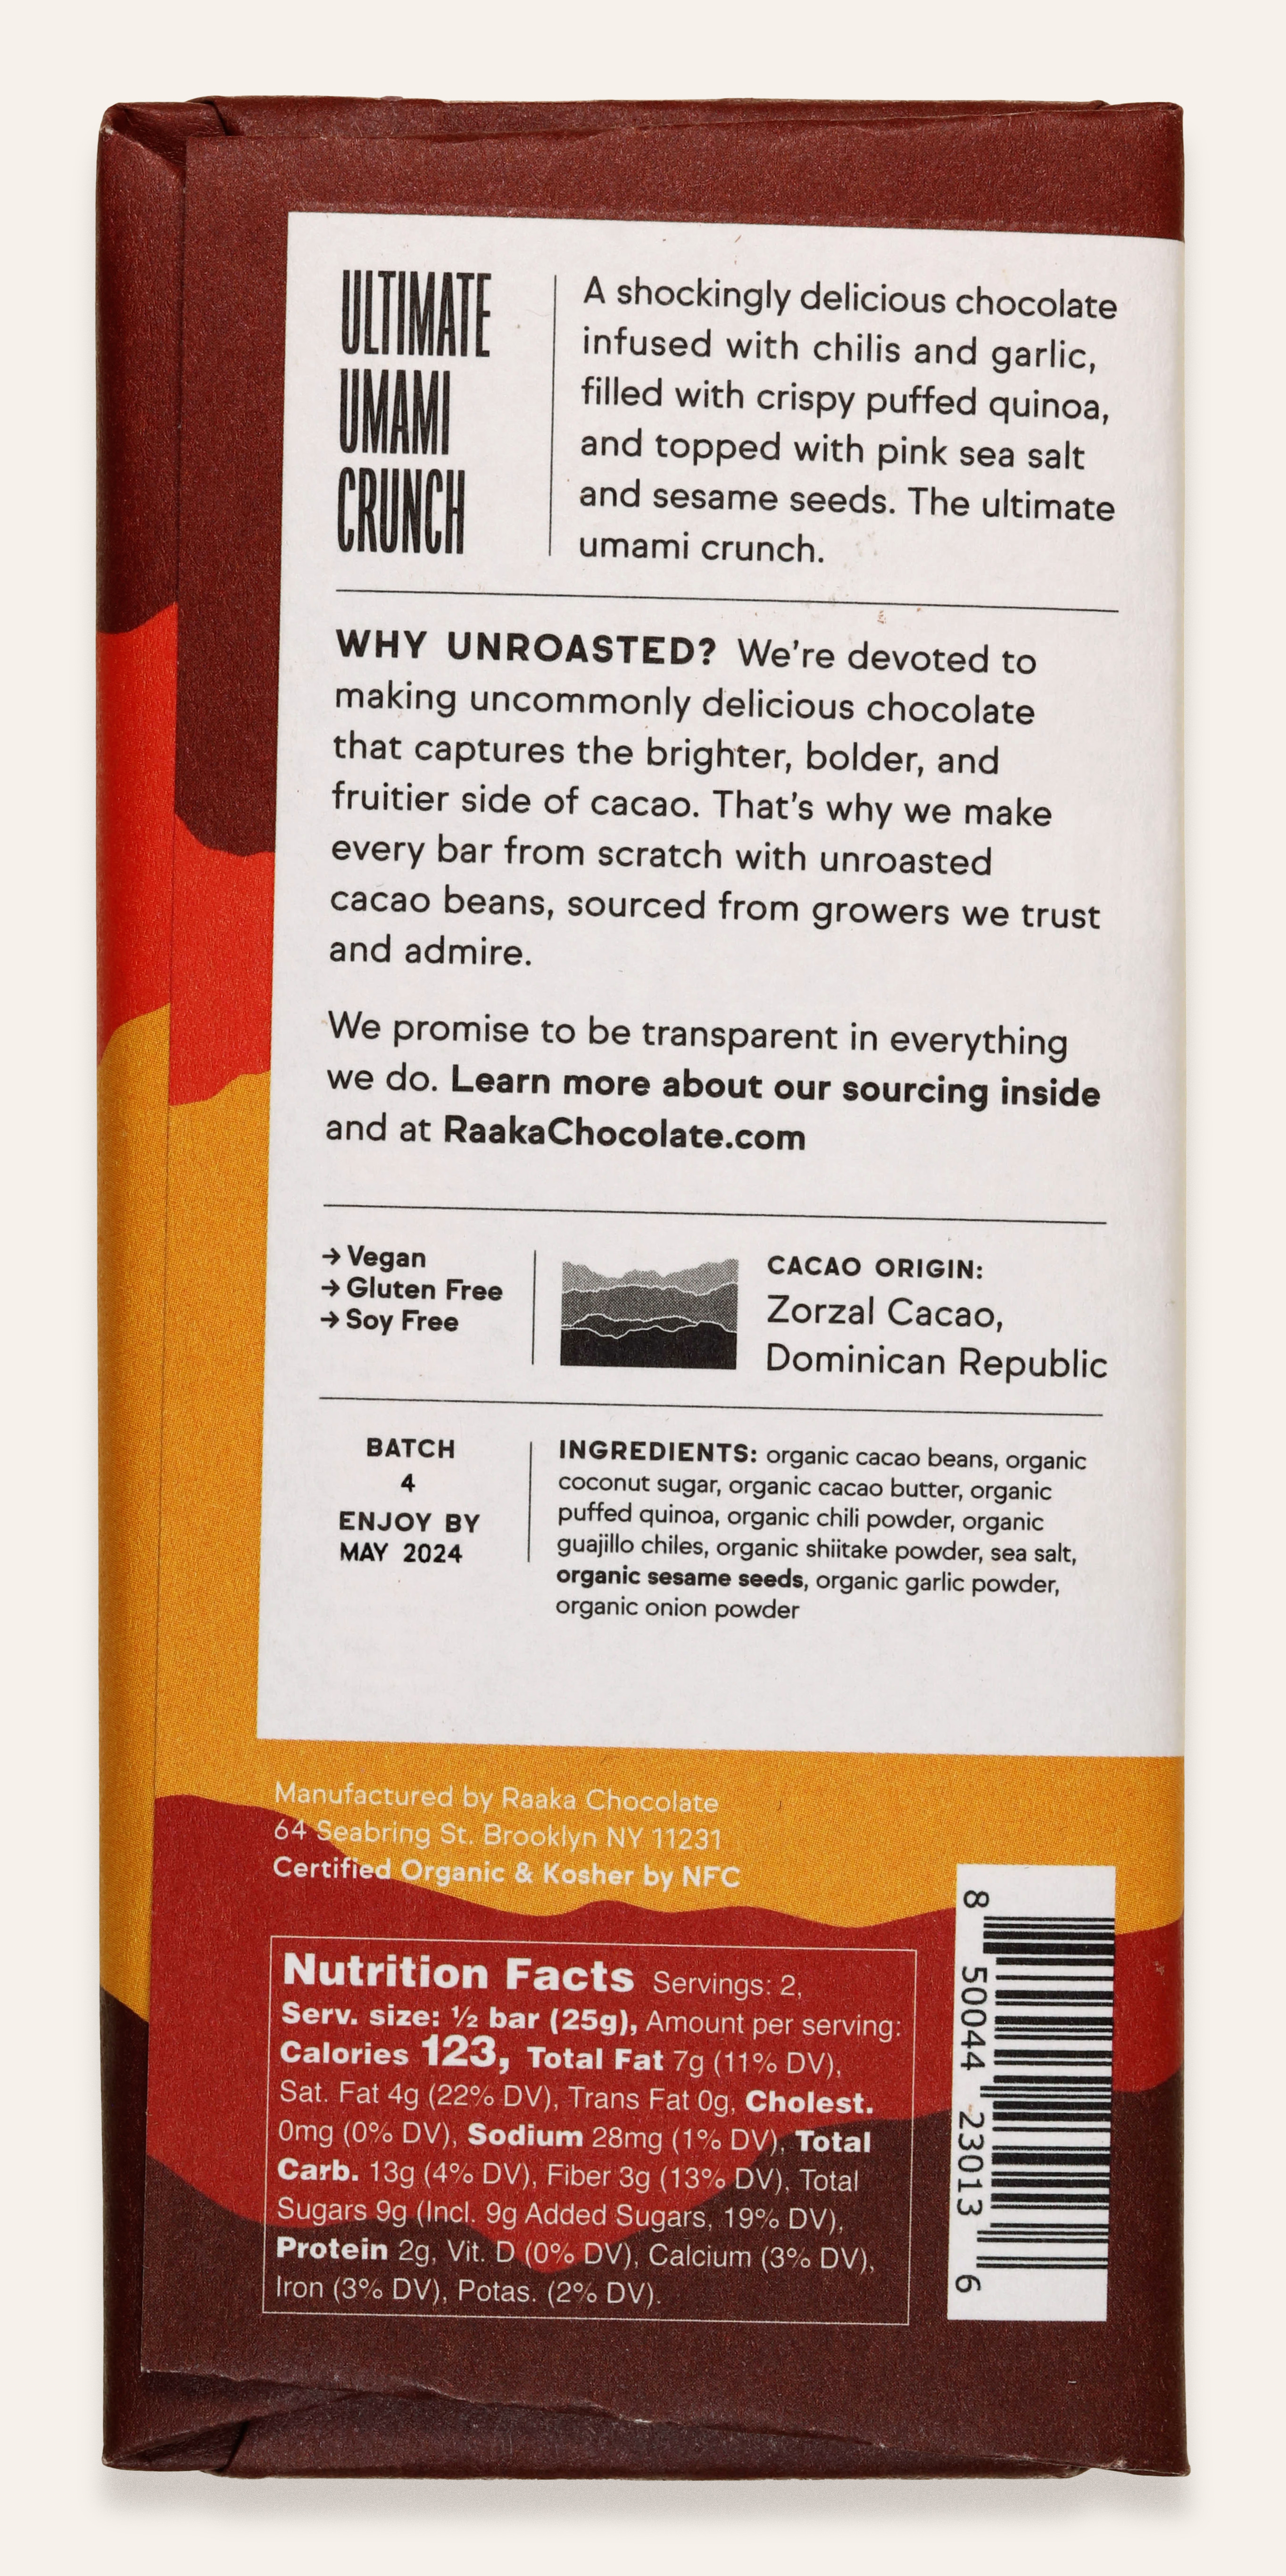 ULTIMATE
UMAMI
CRUNCH
A shockingly delicious chocolate
infused with chilis and garlic,
filled with crispy puffed quinoa,
and topped with pink sea salt
and sesame seeds. The ultimate
umami crunch.
WHY UNROASTED? We're devoted to
making uncommonly delicious chocolate
that captures the brighter, bolder, and
fruitier side of cacao. That's why we make
every bar from scratch with unroasted
cacao beans, sourced from growers we trust
and admire.
We promise to be transparent in everything
we do. Learn more about our sourcing inside
and at RaakaChocolate.com
→ Vegan
→ Gluten Free
→ Soy Free
CACAO ORIGIN:
Zorzal Cacao,
Dominican Republic
BATCH
4
ENJOY BY
MAY 2024
INGREDIENTS: organic cacao beans, organic
coconut sugar, organic cacao butter, organic
puffed quinoa, organic chili powder, organic
guajillo chiles, organic shiitake powder, sea salt,
organic sesame seeds, organic garlic powder,
organic onion powder
Manufactured by Raaka Chocolate
64 Seabring St. Brooklyn NY 11231
Certified Organic & Kosher by NFC
Nutrition Facts Servings: 2,
Serv. size: ½ bar (25g), Amount per serving:
Calories 123, Total Fat 7g (11% DV),
Sat. Fat 4g (22% DV), Trans Fat 0g, Cholest.
0mg (0% DV), Sodium 28mg (1% DV), Total
Carb. 13g (4% DV), Fiber 3g (13% DV), Total
Sugars 9g (Incl. 9g Added Sugars, 19% DV),
Protein 2g, Vit. D (0% DV), Calcium (3% DV),
Iron (3% DV), Potas. (2% DV).
8 50044 23013 6